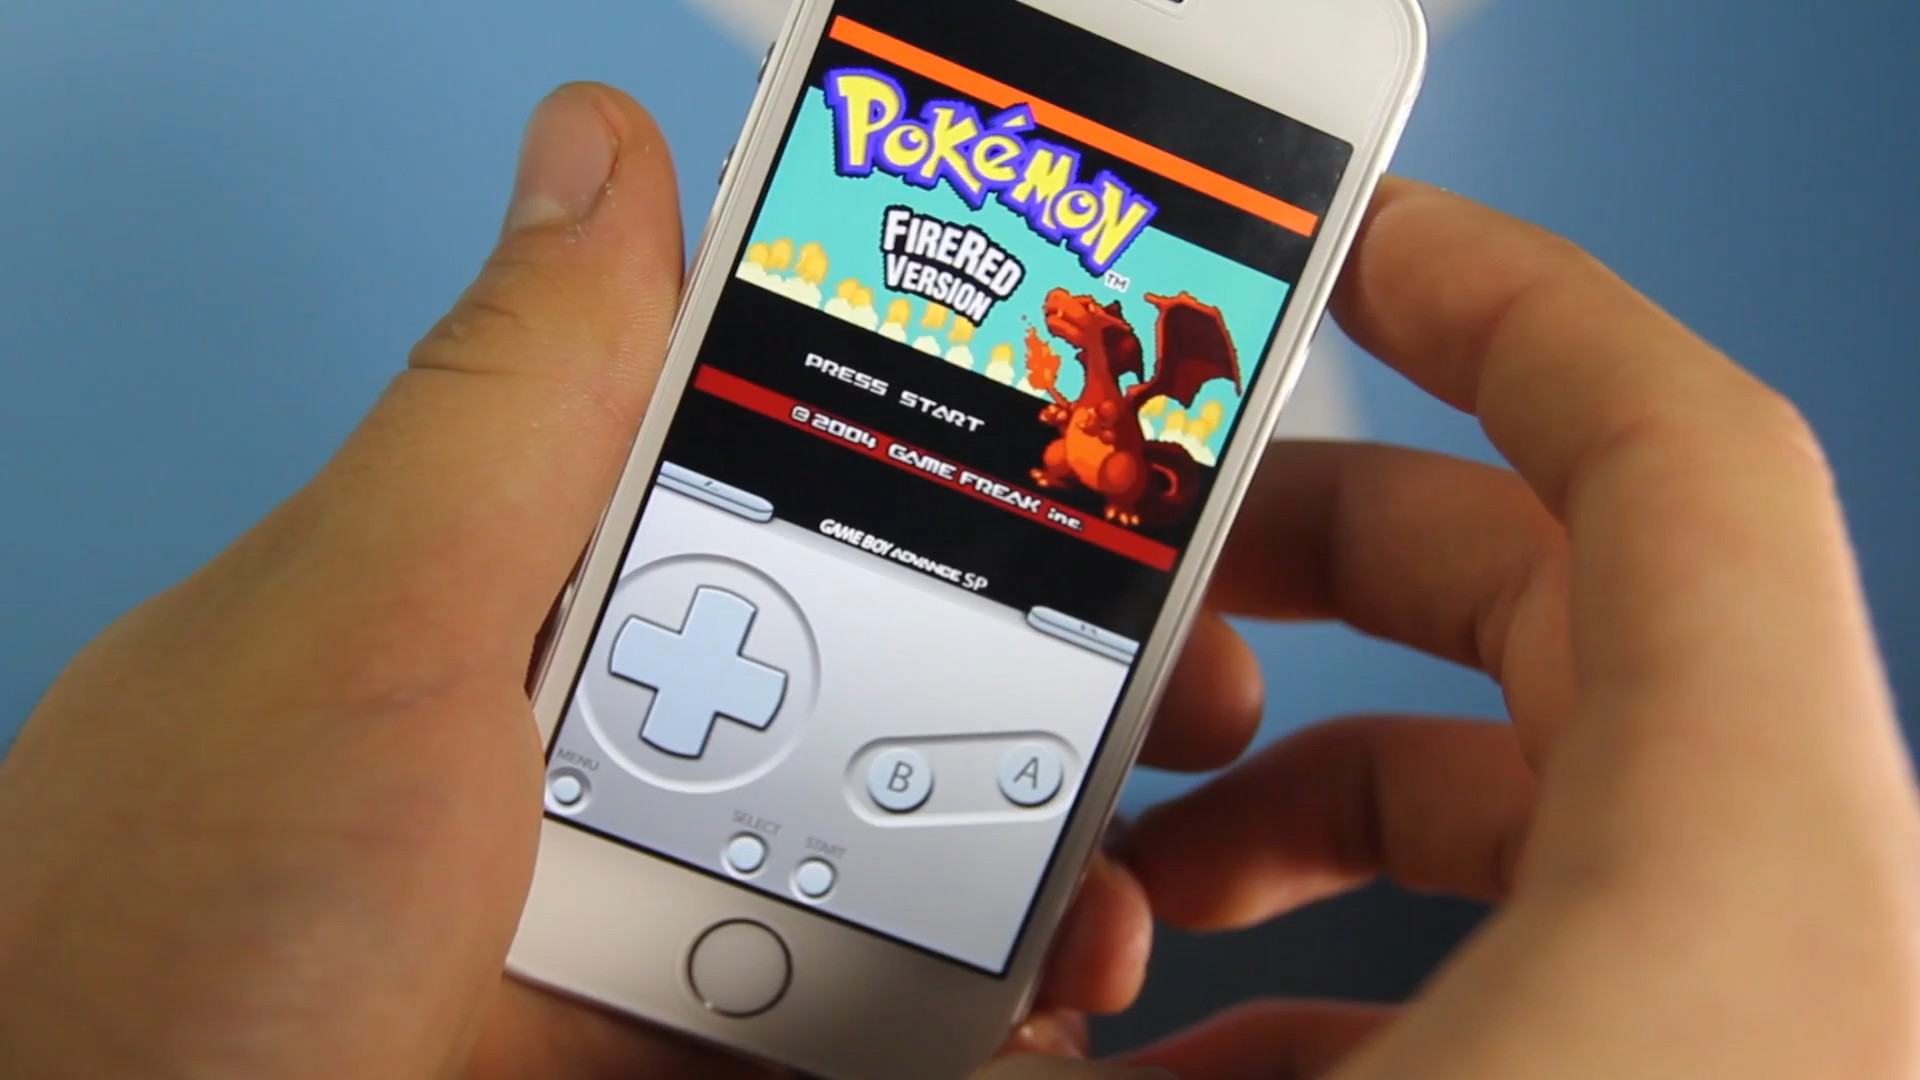 POKéMON
TM
FIRERED
VERSION
PRESS START
© 2004 GAME FREAK inc.
GAME BOY ADVANCE SP
MENU
B
A
SELECT
START